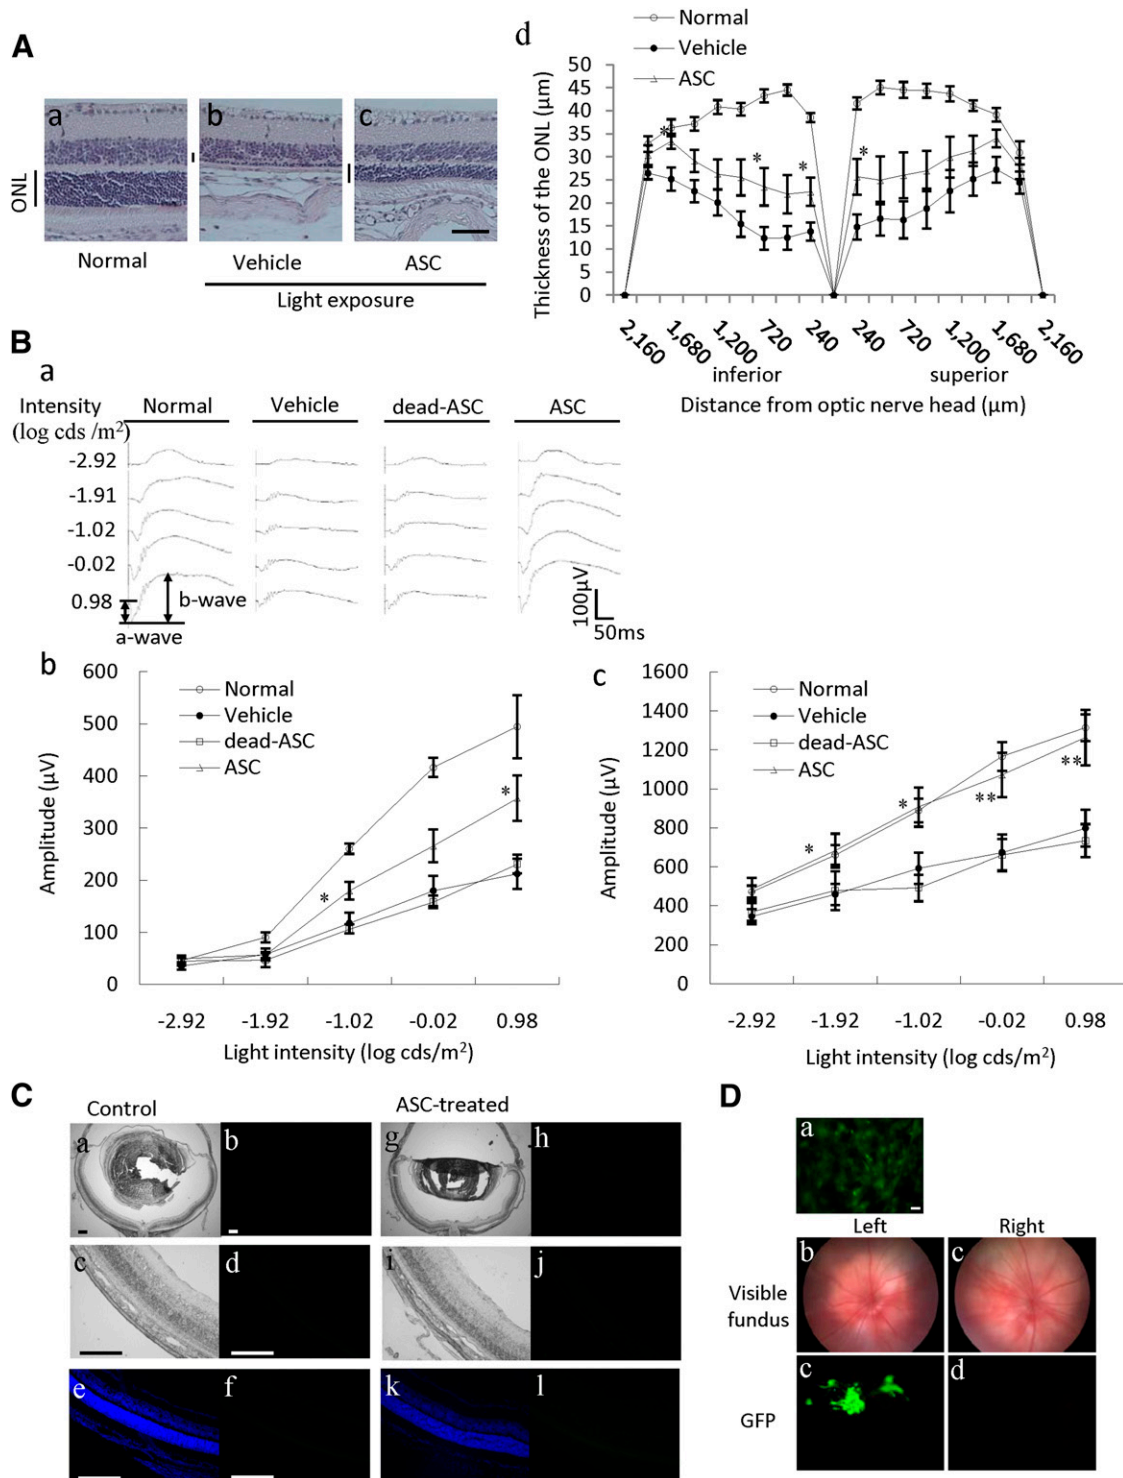 A
a
b
c
ONL
Normal
Vehicle
ASC
Light exposure
d
Normal
Vehicle
ASC
Thickness of the ONL (μm)
50
45
40
35
30
25
20
15
10
5
0
*
*
*
*
2,160
1,680
1,200
720
240
240
720
1,200
1,680
2,160
inferior
superior
Distance from optic nerve head (μm)
B
a
Intensity
(log cds /m²)
Normal
Vehicle
dead-ASC
ASC
-2.92
-1.91
-1.02
-0.02
0.98
b-wave
a-wave
100μV
50ms
b
Normal
Vehicle
dead-ASC
ASC
Amplitude (μV)
600
500
400
300
200
100
0
*
*
-2.92
-1.92
-1.02
-0.02
0.98
Light intensity (log cds/m²)
c
Normal
Vehicle
dead-ASC
ASC
Amplitude (μV)
1600
1400
1200
1000
800
600
400
200
0
*
*
**
**
-2.92
-1.92
-1.02
-0.02
0.98
Light intensity (log cds/m²)
C
Control
ASC-treated
a
b
g
h
c
d
i
j
e
f
k
l
D
a
Left
Right
Visible
fundus
b
c
GFP
c
d